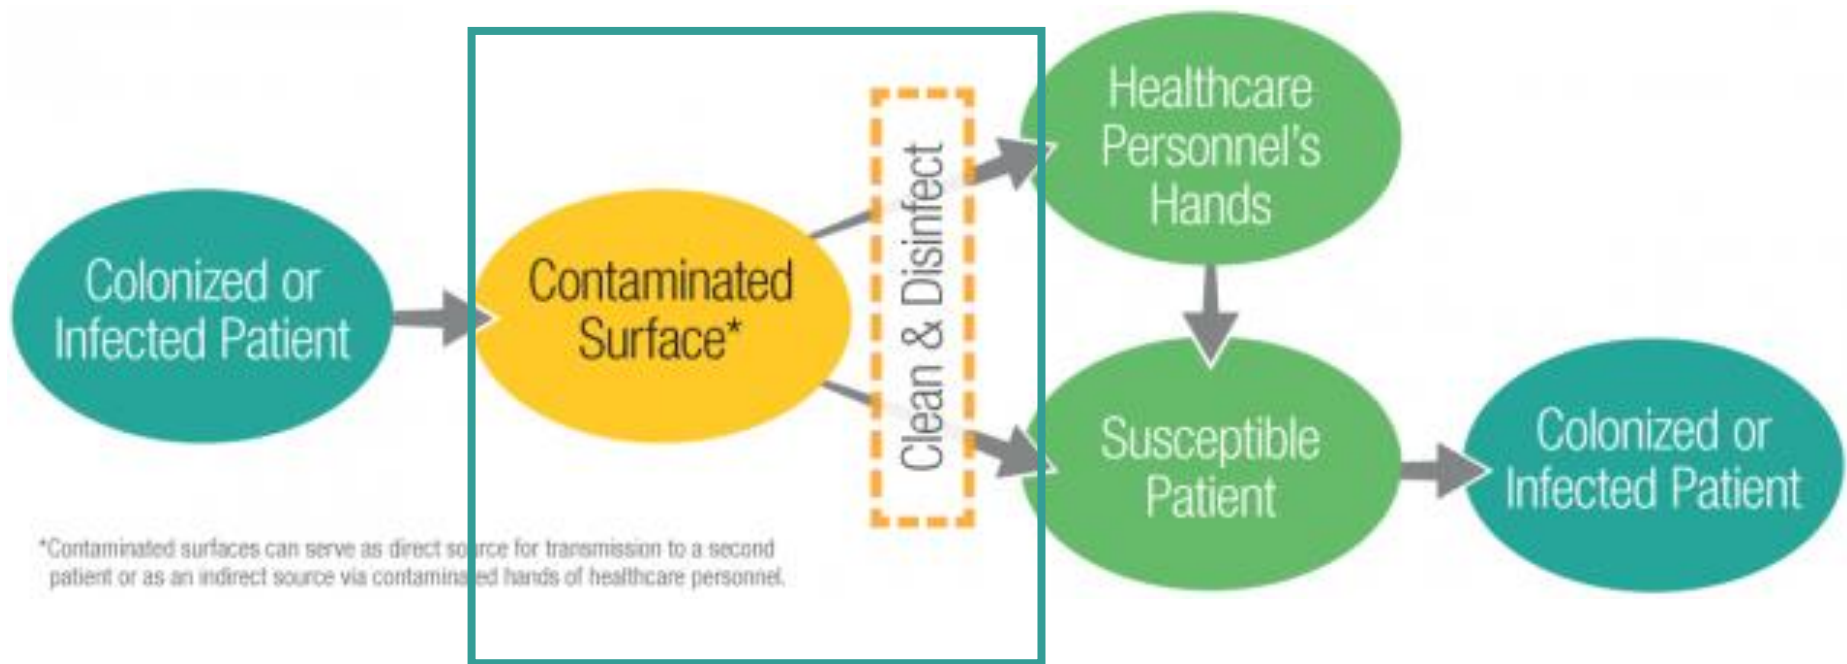 Colonized or
Infected Patient
Contaminated
Surface*
Clean & Disinfect
Healthcare
Personnel's
Hands
Susceptible
Patient
Colonized or
Infected Patient
*Contaminated surfaces can serve as direct source for transmission to a second
patient or as an indirect source via contaminated hands of healthcare personnel.